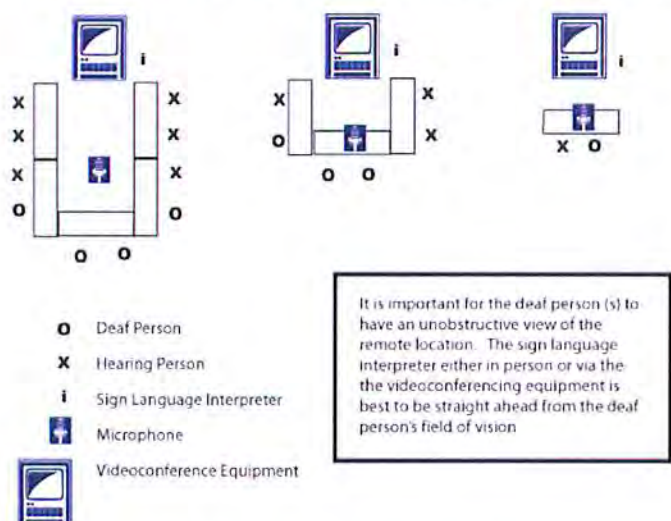 i i i
X X X X
X X X
O X
X X O X
X O
O O O O
O O
O Deaf Person
X Hearing Person
i Sign Language Interpreter
Microphone
Videoconference Equipment
It is important for the deaf person (s) to
have an unobstructive view of the
remote location. The sign language
interpreter either in person or via the
the videoconferencing equipment is
best to be straight ahead from the deaf
person's field of vision